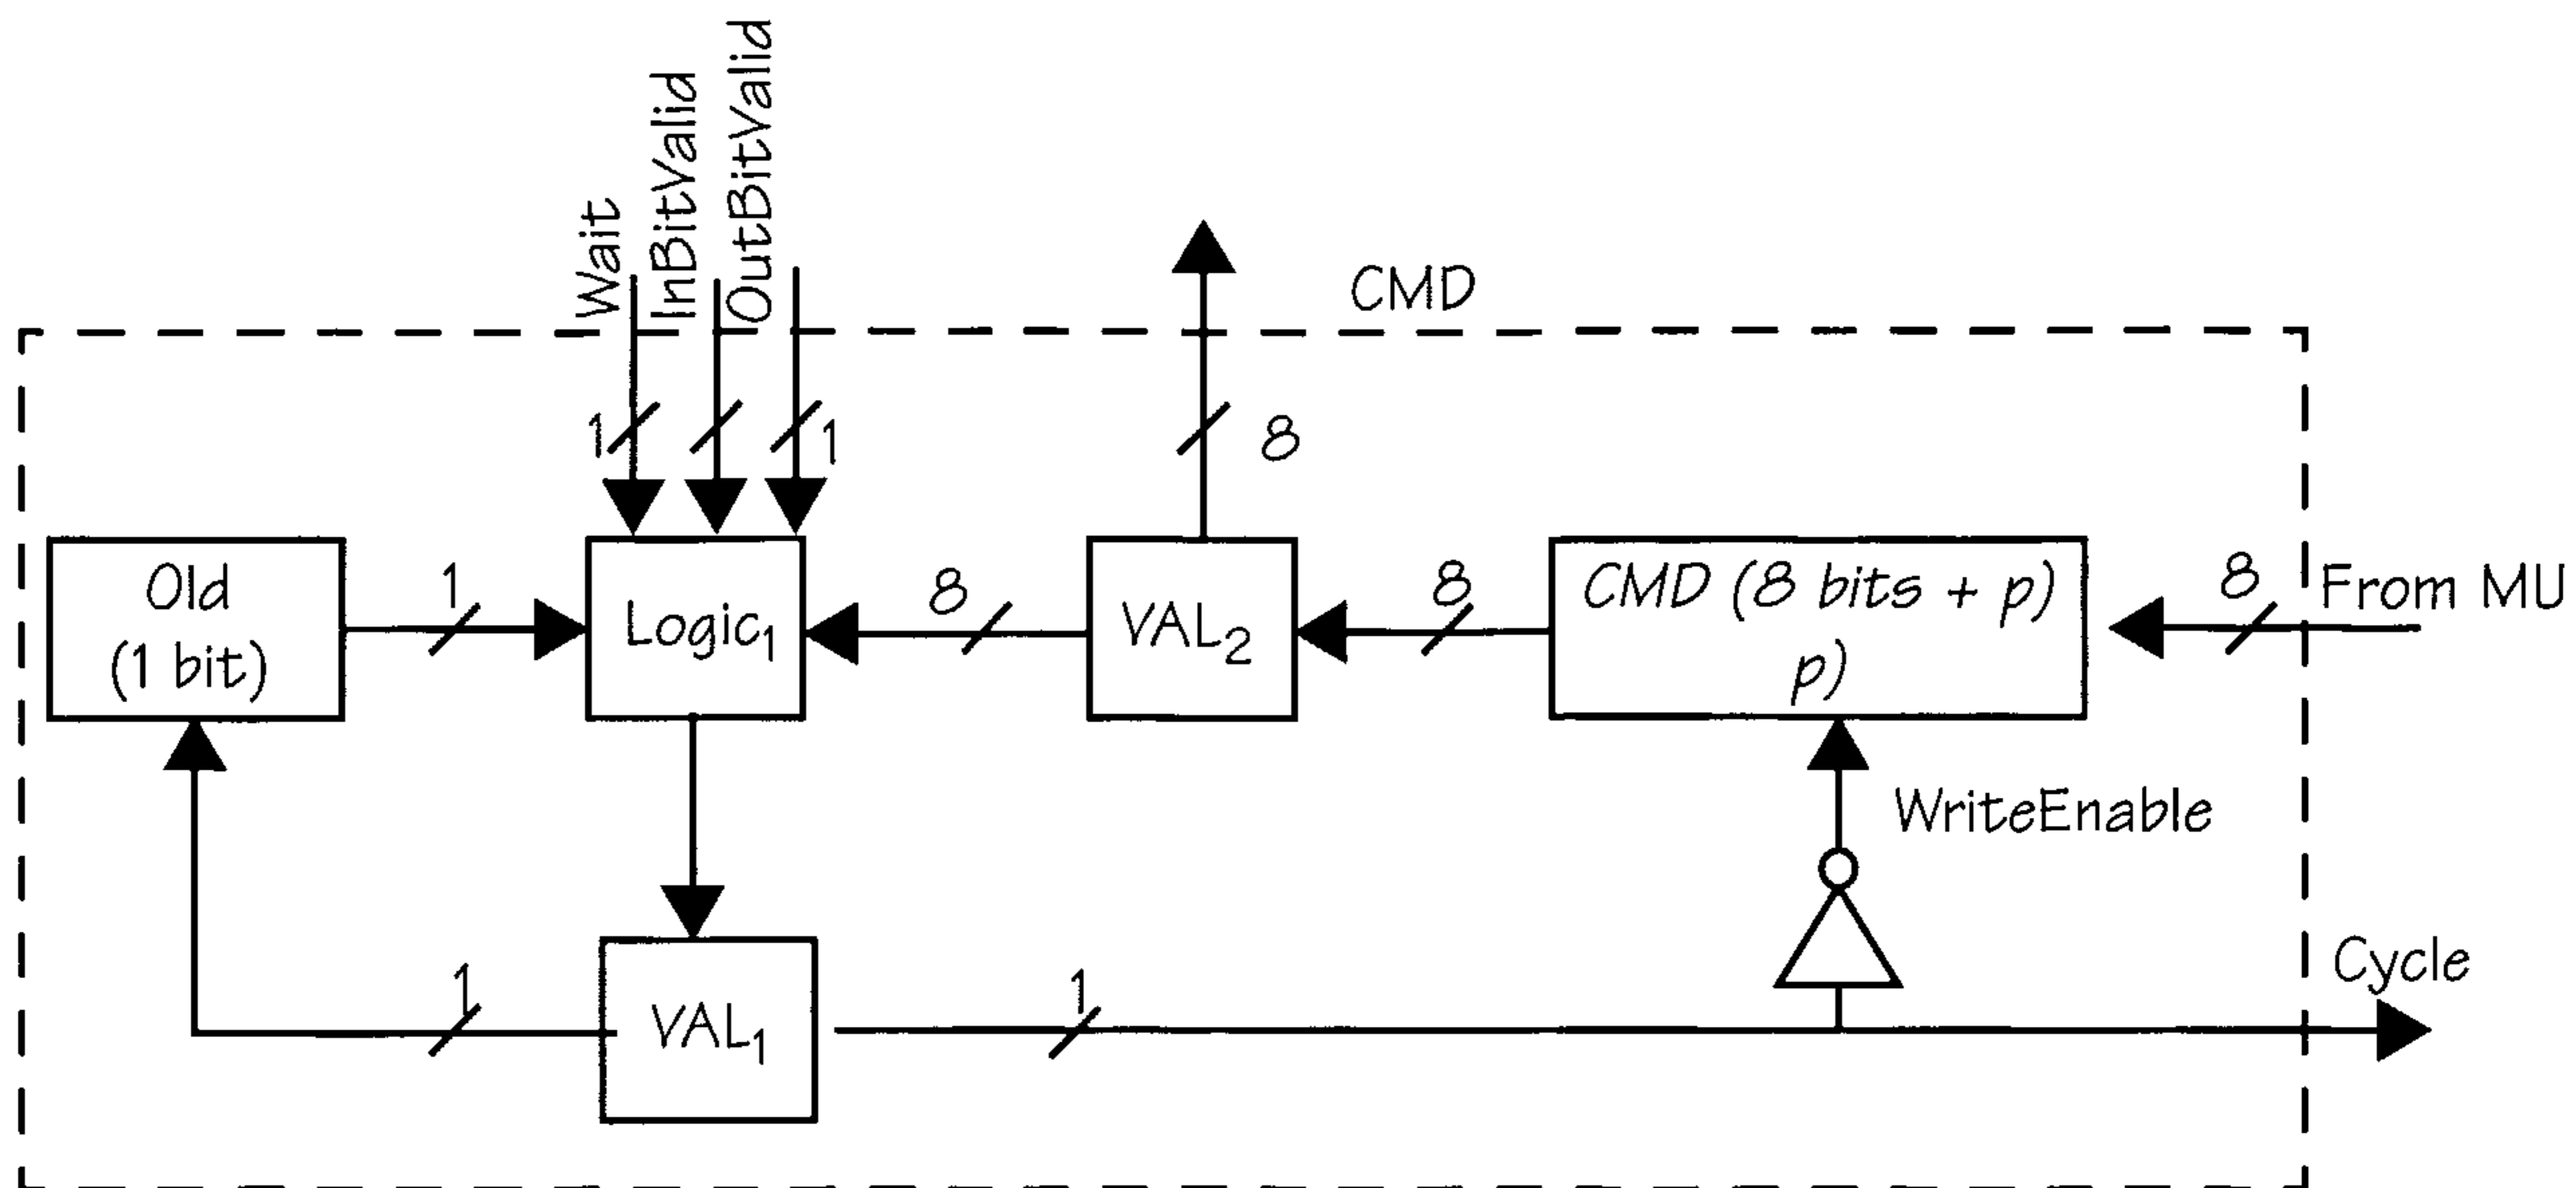 Wait
InBitValid
OutBitValid
CMD
1
1
8
Old
(1 bit)
1
Logic1
8
VAL2
8
CMD (8 bits + p)
p)
8
From MU
WriteEnable
1
VAL1
1
Cycle